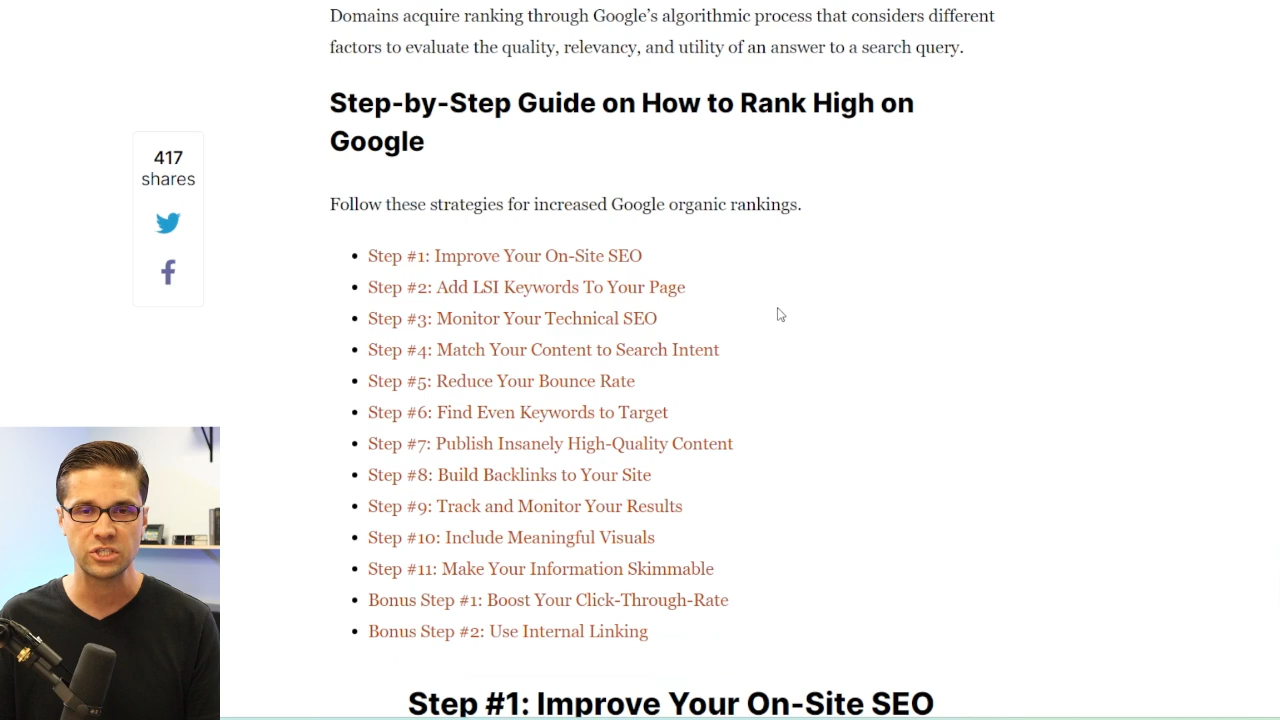 Domains acquire ranking through Google’s algorithmic process that considers different
factors to evaluate the quality, relevancy, and utility of an answer to a search query.
Step-by-Step Guide on How to Rank High on
Google
417
shares
Follow these strategies for increased Google organic rankings.
Step #1: Improve Your On-Site SEO
Step #2: Add LSI Keywords To Your Page
Step #3: Monitor Your Technical SEO
Step #4: Match Your Content to Search Intent
Step #5: Reduce Your Bounce Rate
Step #6: Find Even Keywords to Target
Step #7: Publish Insanely High-Quality Content
Step #8: Build Backlinks to Your Site
Step #9: Track and Monitor Your Results
Step #10: Include Meaningful Visuals
Step #11: Make Your Information Skimmable
Bonus Step #1: Boost Your Click-Through-Rate
Bonus Step #2: Use Internal Linking
Step #1: Improve Your On-Site SEO